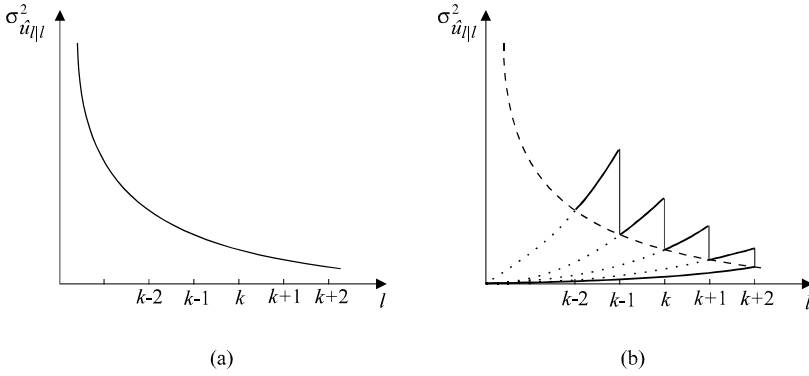 σ²û_{l|l}
k-2 k-1 k k+1 k+2 l
(a)
σ²û_{l|l}
k-2 k-1 k k+1 k+2 l
(b)